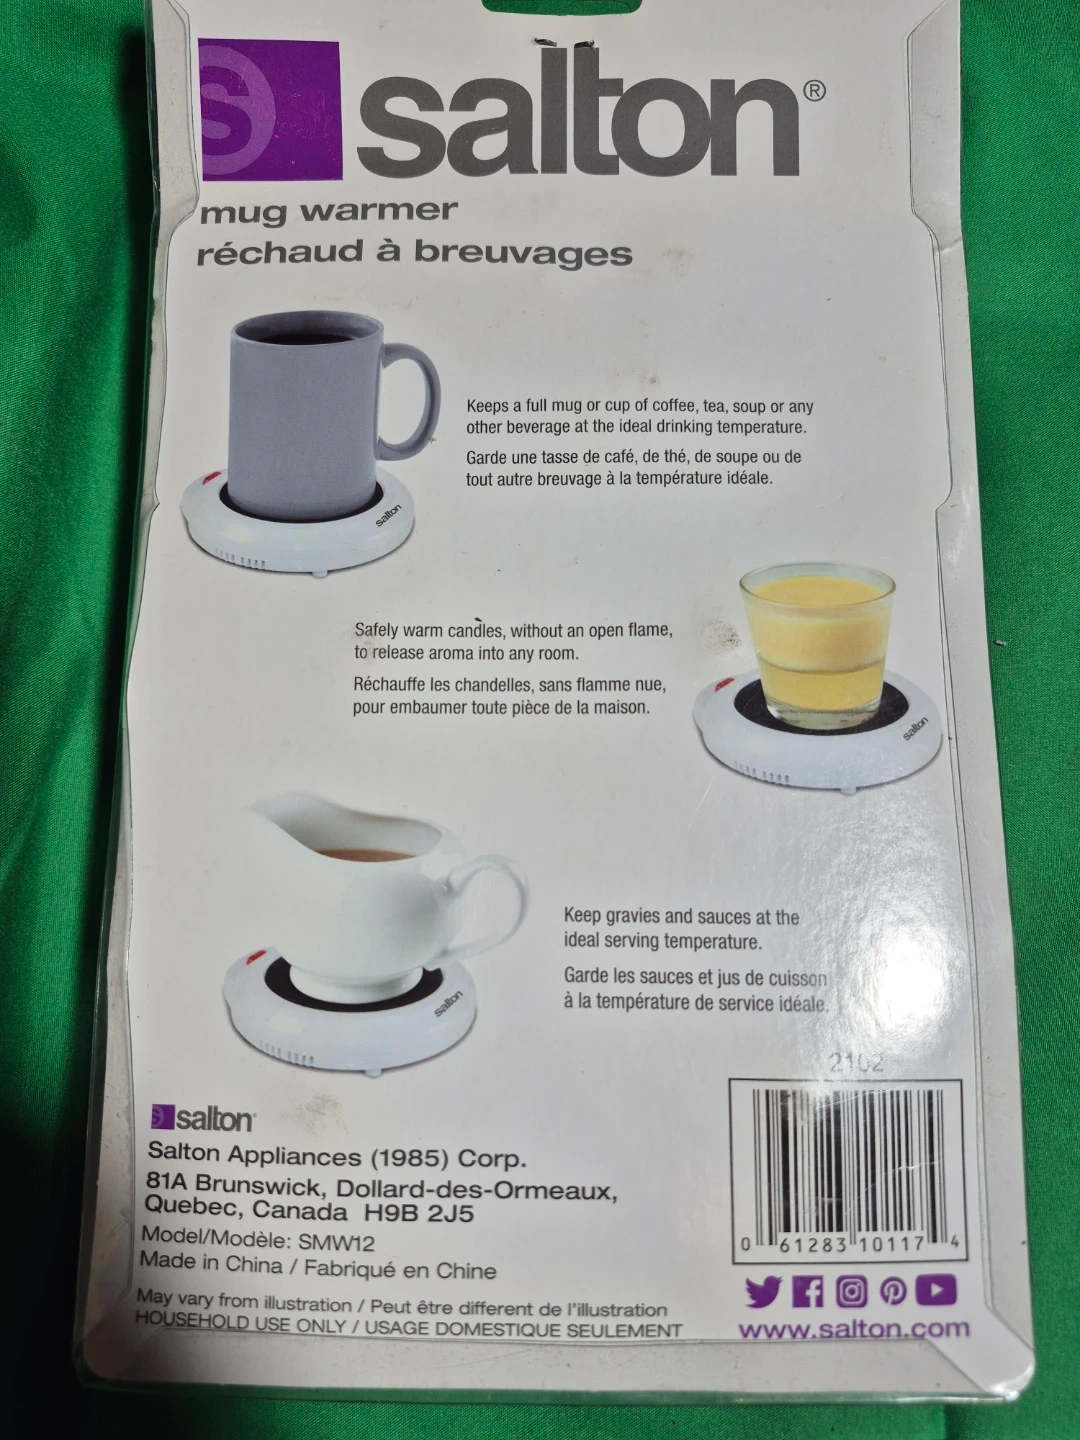 salton®
mug warmer
réchaud à breuvages
Keeps a full mug or cup of coffee, tea, soup or any
other beverage at the ideal drinking temperature.
Garde une tasse de café, de thé, de soupe ou de
tout autre breuvage à la température idéale.
salton
Safely warm candles, without an open flame,
to release aroma into any room.
Réchauffe les chandelles, sans flamme nue,
pour embaumer toute pièce de la maison.
salton
Keep gravies and sauces at the
ideal serving temperature.
Garde les sauces et jus de cuisson
à la température de service idéale.
salton
2102
S salton
Salton Appliances (1985) Corp.
81A Brunswick, Dollard-des-Ormeaux,
Quebec, Canada H9B 2J5
Model/Modèle: SMW12
Made in China / Fabriqué en Chine
May vary from illustration / Peut être different de l'illustration
HOUSEHOLD USE ONLY / USAGE DOMESTIQUE SEULEMENT
0 61283 10117 4
www.salton.com